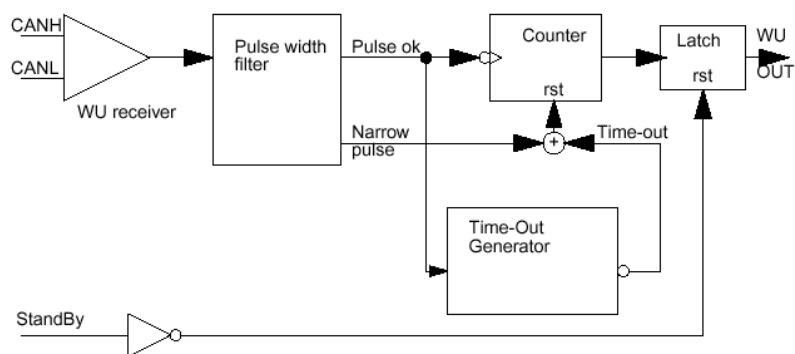 CANH
CANL
WU receiver
Pulse width
filter
Pulse ok
Narrow
pulse
Counter
rst
+
Time-out
Latch
rst
WU
OUT
Time-Out
Generator
StandBy